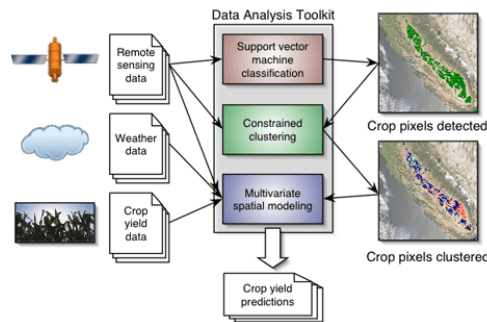 Data Analysis Toolkit
Remote
sensing
data
Support vector
machine
classification
Crop pixels detected
Weather
data
Constrained
clustering
Crop
yield
data
Multivariate
spatial modeling
Crop pixels clustered
Crop yield
predictions